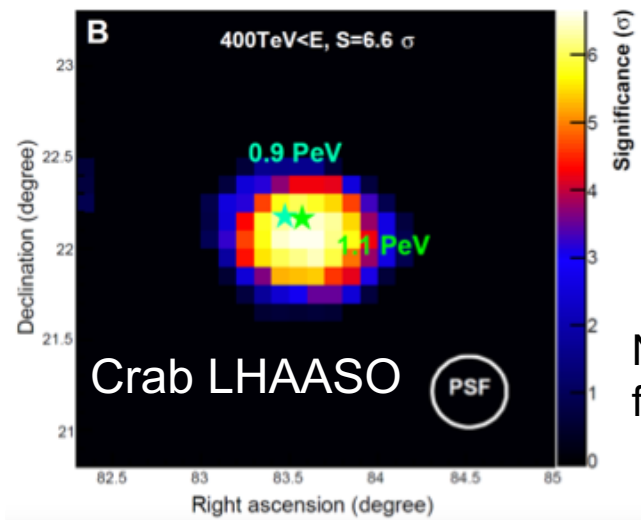 B
400TeV<E, S=6.6 σ
0.9 PeV
1.1 PeV
Crab LHAASO
PSF
Declination (degree)
23
22.5
22
21.5
21
82.5 83 83.5 84 84.5 85
Right ascension (degree)
Significance (σ)
6
5
4
3
2
1
0
N
f